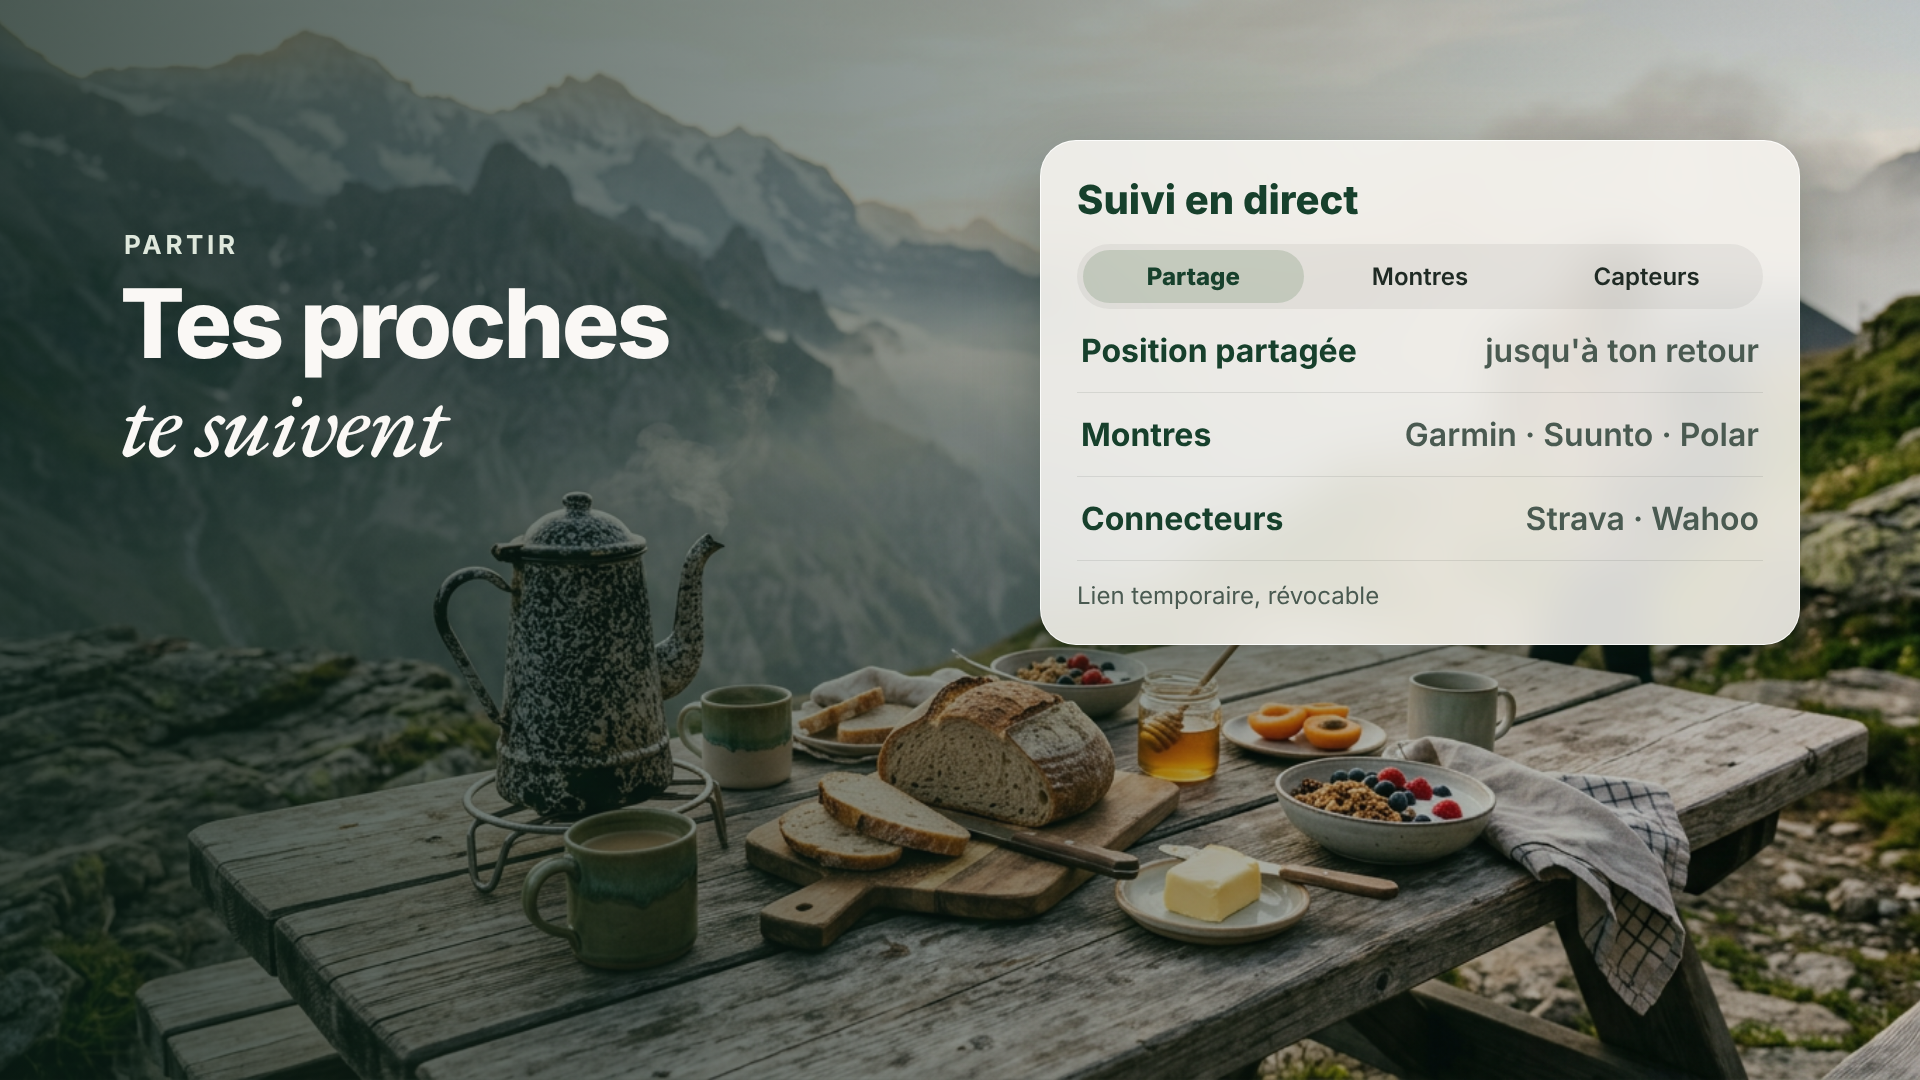 PARTIR
Tes proches
te suivent
Suivi en direct
Partage Montres Capteurs
Position partagée jusqu'à ton retour
Montres Garmin · Suunto · Polar
Connecteurs Strava · Wahoo
Lien temporaire, révocable